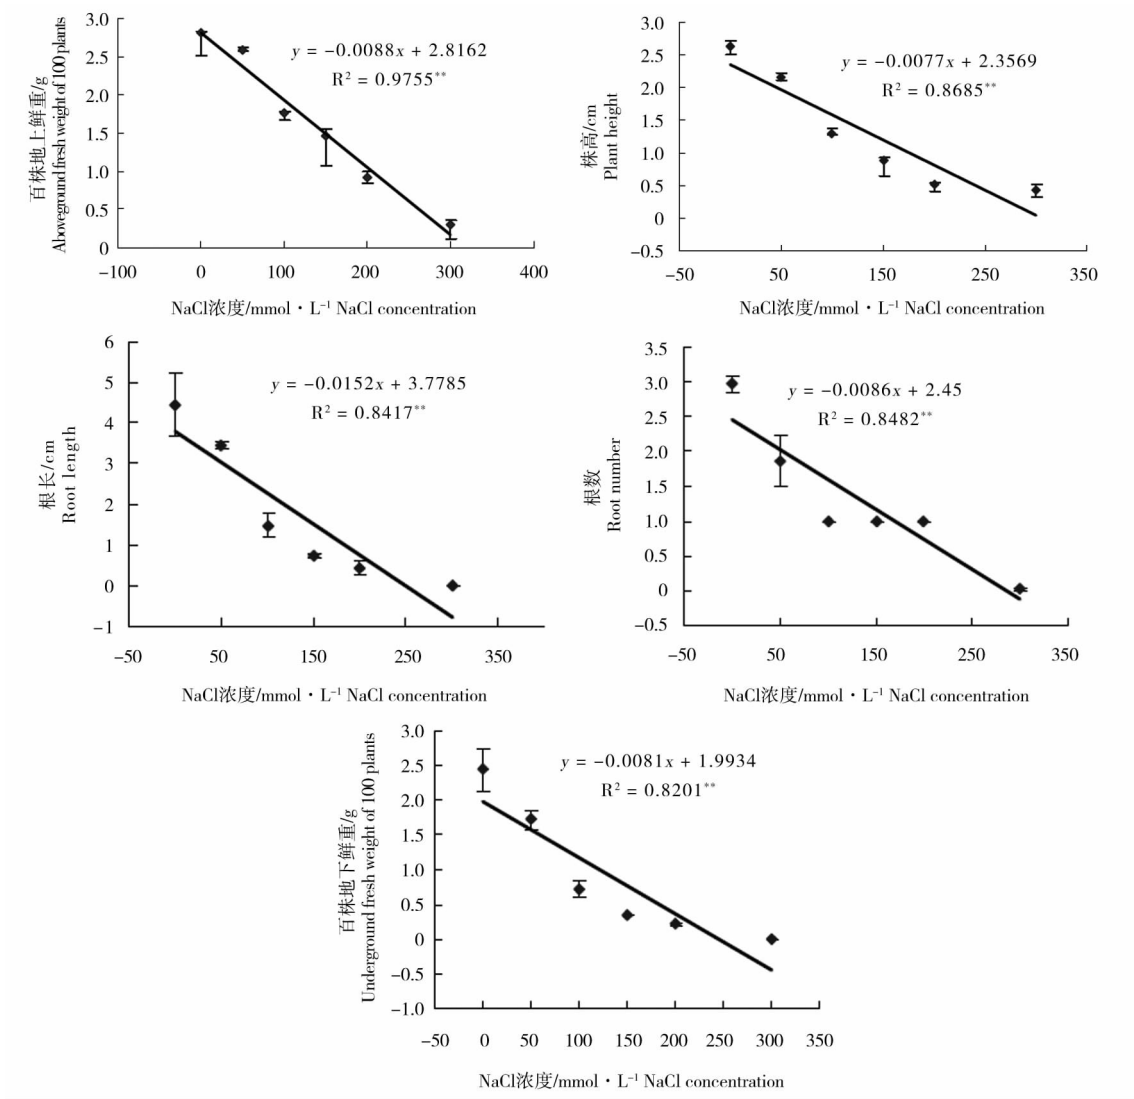 百株地上鲜重/g
Aboveground fresh weight of 100 plants
3.0
2.5
2.0
1.5
1.0
0.5
0
y = −0.0088x + 2.8162
R² = 0.9755**
−100 0 100 200 300 400
NaCl浓度/mmol·L⁻¹ NaCl concentration
株高/cm
Plant height
3.0
2.5
2.0
1.5
1.0
0.5
0
−0.5
y = −0.0077x + 2.3569
R² = 0.8685**
−50 50 150 250 350
NaCl浓度/mmol·L⁻¹ NaCl concentration
根长/cm
Root length
6
5
4
3
2
1
0
−1
y = −0.0152x + 3.7785
R² = 0.8417**
−50 50 150 250 350
NaCl浓度/mmol·L⁻¹ NaCl concentration
根数
Root number
3.5
3.0
2.5
2.0
1.5
1.0
0.5
0
−0.5
y = −0.0086x + 2.45
R² = 0.8482**
−50 50 150 250 350
NaCl浓度/mmol·L⁻¹ NaCl concentration
百株地下鲜重/g
Underground fresh weight of 100 plants
3.0
2.5
2.0
1.5
1.0
0.5
0
−0.5
−1.0
y = −0.0081x + 1.9934
R² = 0.8201**
−50 0 50 100 150 200 250 300 350
NaCl浓度/mmol·L⁻¹ NaCl concentration